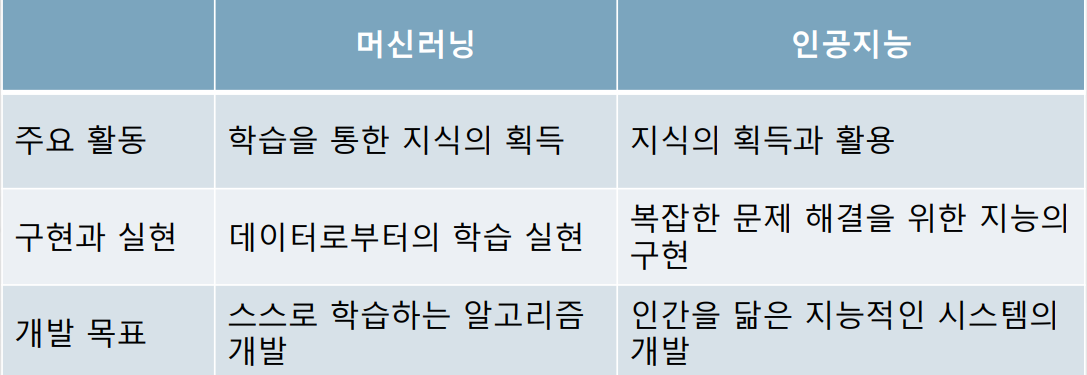 머신러닝
인공지능
주요 활동
학습을 통한 지식의 획득
지식의 획득과 활용
구현과 실현
데이터로부터의 학습 실현
복잡한 문제 해결을 위한 지능의
구현
개발 목표
스스로 학습하는 알고리즘
개발
인간을 닮은 지능적인 시스템의
개발